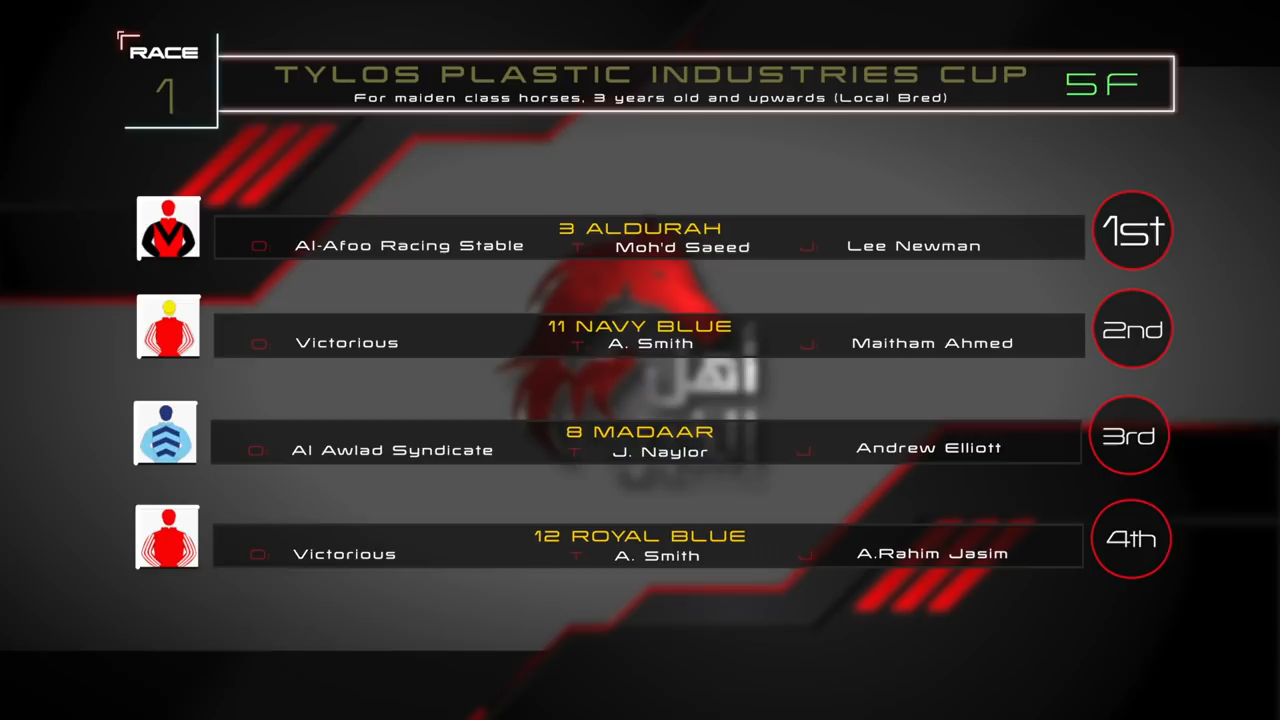 RACE
1
TYLOS PLASTIC INDUSTRIES CUP
For maiden class horses, 3 years old and upwards (Local Bred)
5F
3 ALDURAH
O: Al-Afoo Racing Stable T: Moh'd Saeed J: Lee Newman
1st
11 NAVY BLUE
O: Victorious T: A. Smith J: Maitham Ahmed
2nd
أهل
8 MADAAR
O: Al Awlad Syndicate T: J. Naylor J: Andrew Elliott
3rd
12 ROYAL BLUE
O: Victorious T: A. Smith J: A.Rahim Jasim
4th